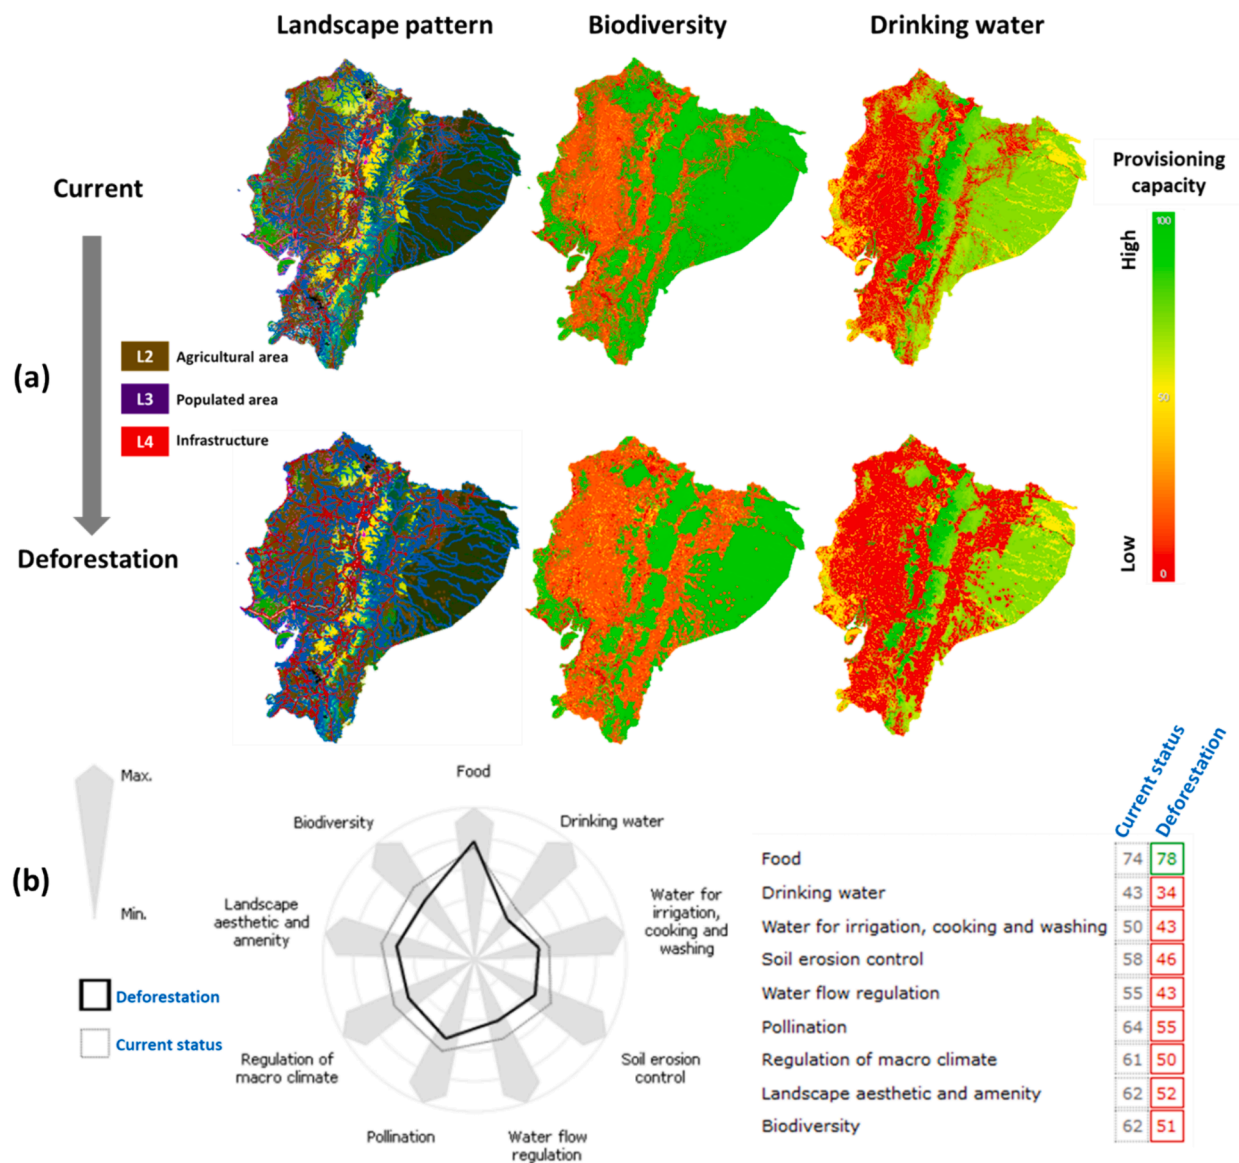 Landscape pattern
Biodiversity
Drinking water
Current
Provisioning
capacity
100
High
50
Low
0
(a)
L2 Agricultural area
L3 Populated area
L4 Infrastructure
Deforestation
Current status
Deforestation
(b)
Max.
Min.
Deforestation
Current status
Food
Drinking water
Water for
irrigation,
cooking and
washing
Soil erosion
control
Water flow
regulation
Pollination
Regulation of
macro climate
Landscape
aesthetic and
amenity
Biodiversity
Food 74 78
Drinking water 43 34
Water for irrigation, cooking and washing 50 43
Soil erosion control 58 46
Water flow regulation 55 43
Pollination 64 55
Regulation of macro climate 61 50
Landscape aesthetic and amenity 62 52
Biodiversity 62 51